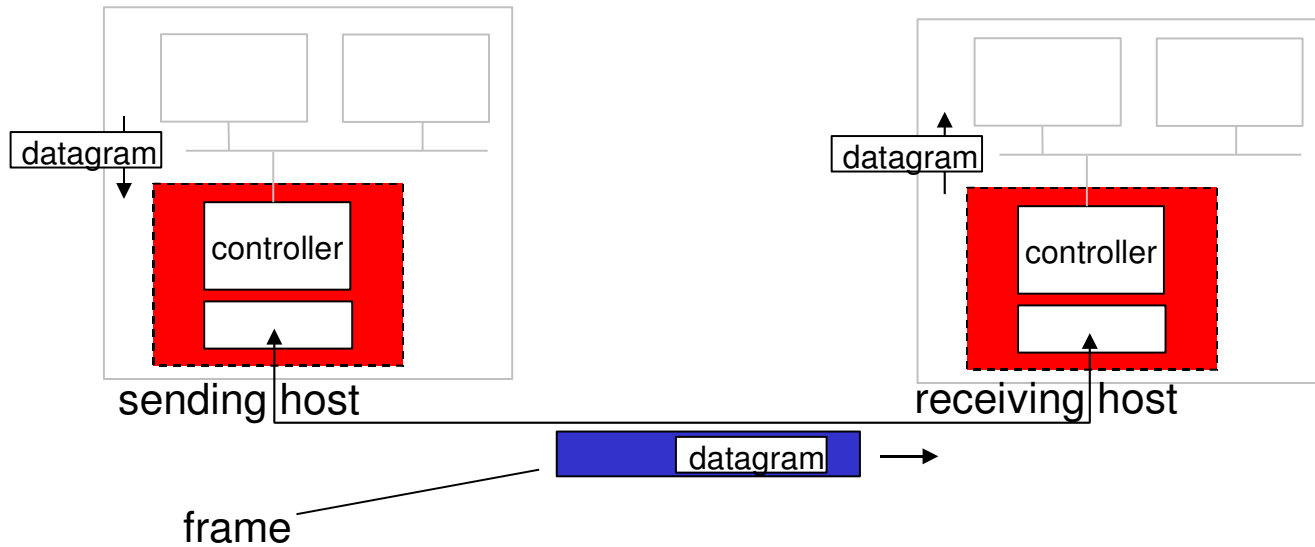 datagram
datagram
controller
controller
sending host
receiving host
datagram
frame